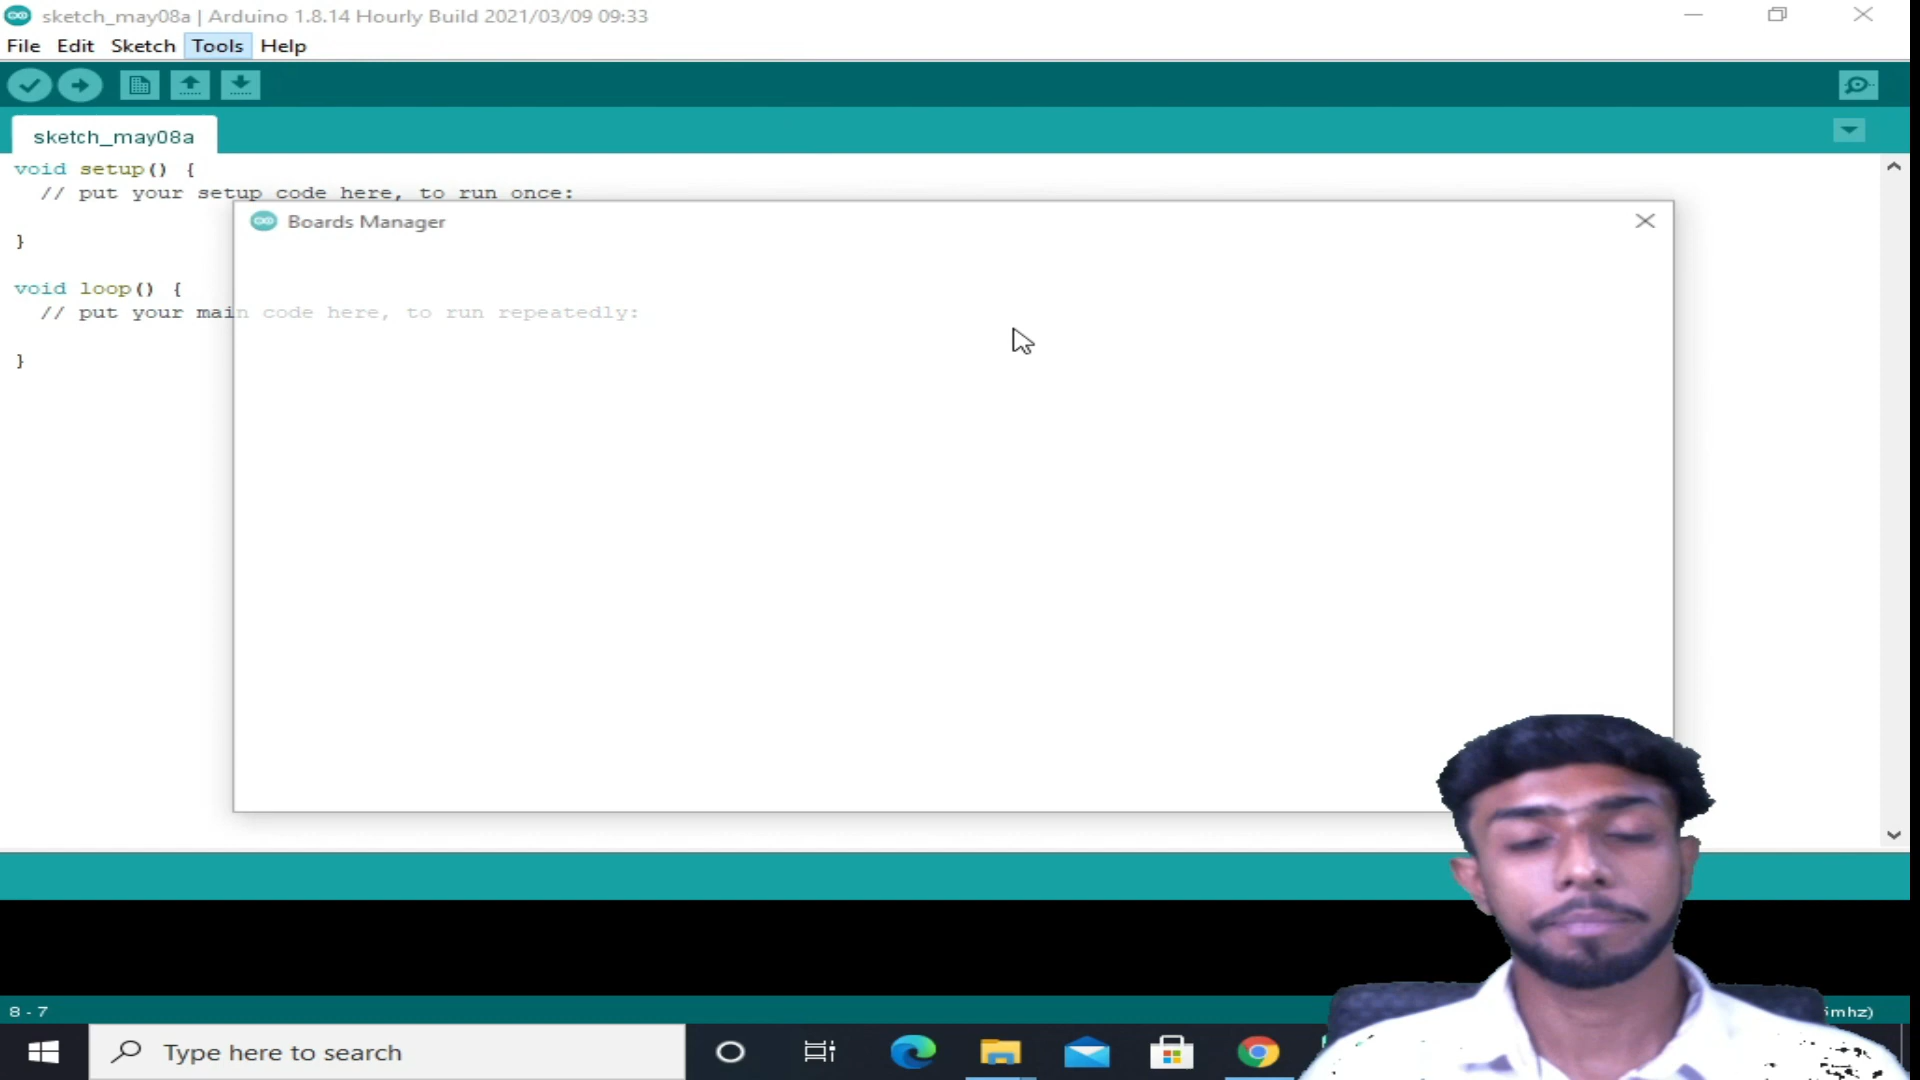 sketch_may08a | Arduino 1.8.14 Hourly Build 2021/03/09 09:33
File Edit Sketch Tools Help
sketch_may08a
void setup() {
// put your setup code here, to run once:
Boards Manager
}
void loop() {
// put your main code here, to run repeatedly:
}
8 - 7
mhz)
Type here to search